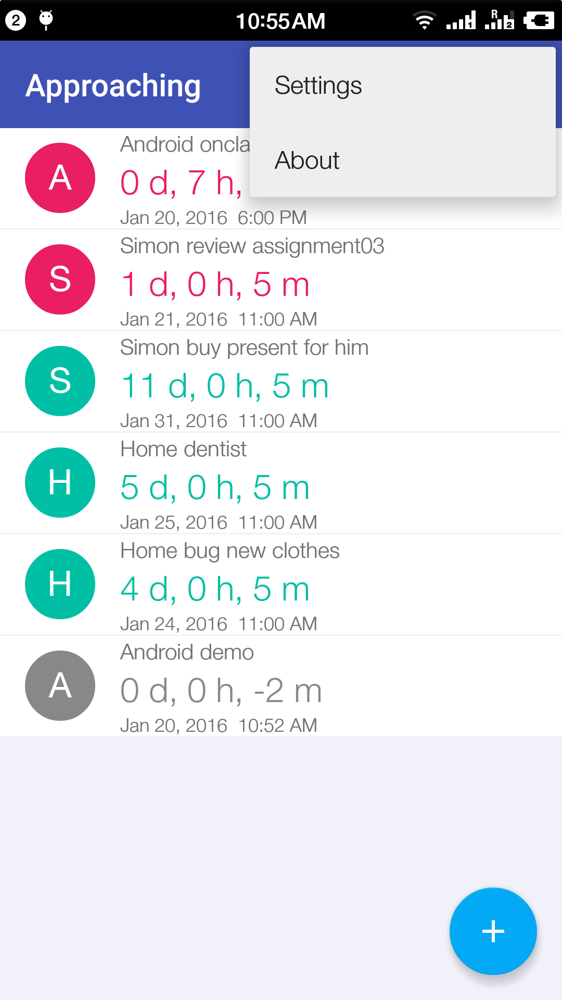 2 10:55AM 1 R 2
Approaching
Settings
About
A
Android oncla
0 d, 7 h,
Jan 20, 2016 6:00 PM
S
Simon review assignment03
1 d, 0 h, 5 m
Jan 21, 2016 11:00 AM
S
Simon buy present for him
11 d, 0 h, 5 m
Jan 31, 2016 11:00 AM
H
Home dentist
5 d, 0 h, 5 m
Jan 25, 2016 11:00 AM
H
Home bug new clothes
4 d, 0 h, 5 m
Jan 24, 2016 11:00 AM
A
Android demo
0 d, 0 h, -2 m
Jan 20, 2016 10:52 AM
+